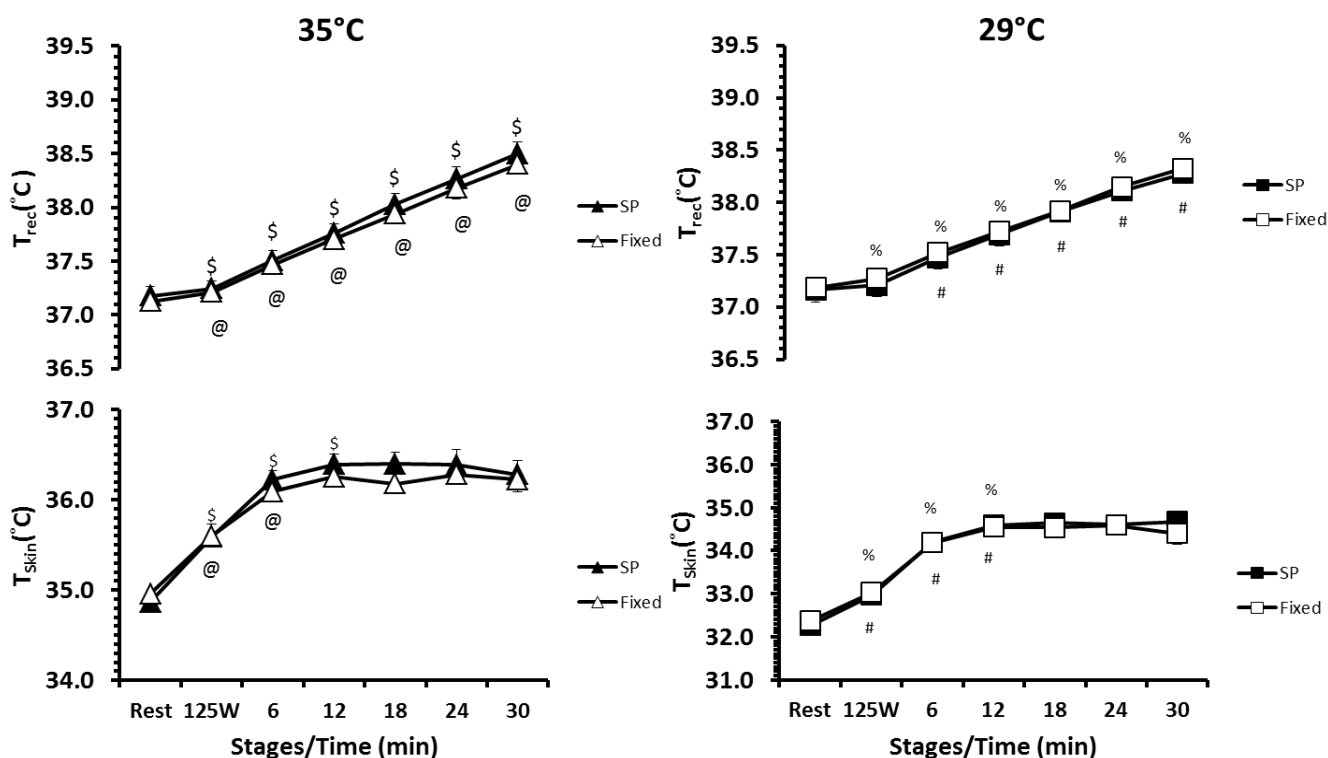 35°C
39.5
39.0
38.5
38.0
37.5
37.0
36.5
Trec(°C)
$ $ $ $ $ $
@ @ @ @ @ @
SP
Fixed
29°C
39.5
39.0
38.5
38.0
37.5
37.0
36.5
Trec(°C)
% % % % % %
# # # # #
SP
Fixed
37.0
36.0
35.0
34.0
TSkin(°C)
$ $ $
@ @
SP
Fixed
Rest 125W 6 12 18 24 30
Stages/Time (min)
37.0
36.0
35.0
34.0
33.0
32.0
31.0
TSkin(°C)
% % %
# # #
SP
Fixed
Rest 125W 6 12 18 24 30
Stages/Time (min)